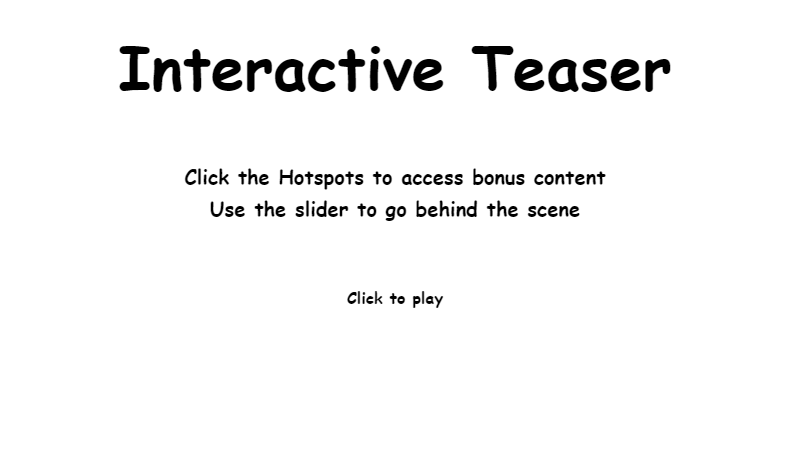 Interactive Teaser
Click the Hotspots to access bonus content
Use the slider to go behind the scene
Click to play